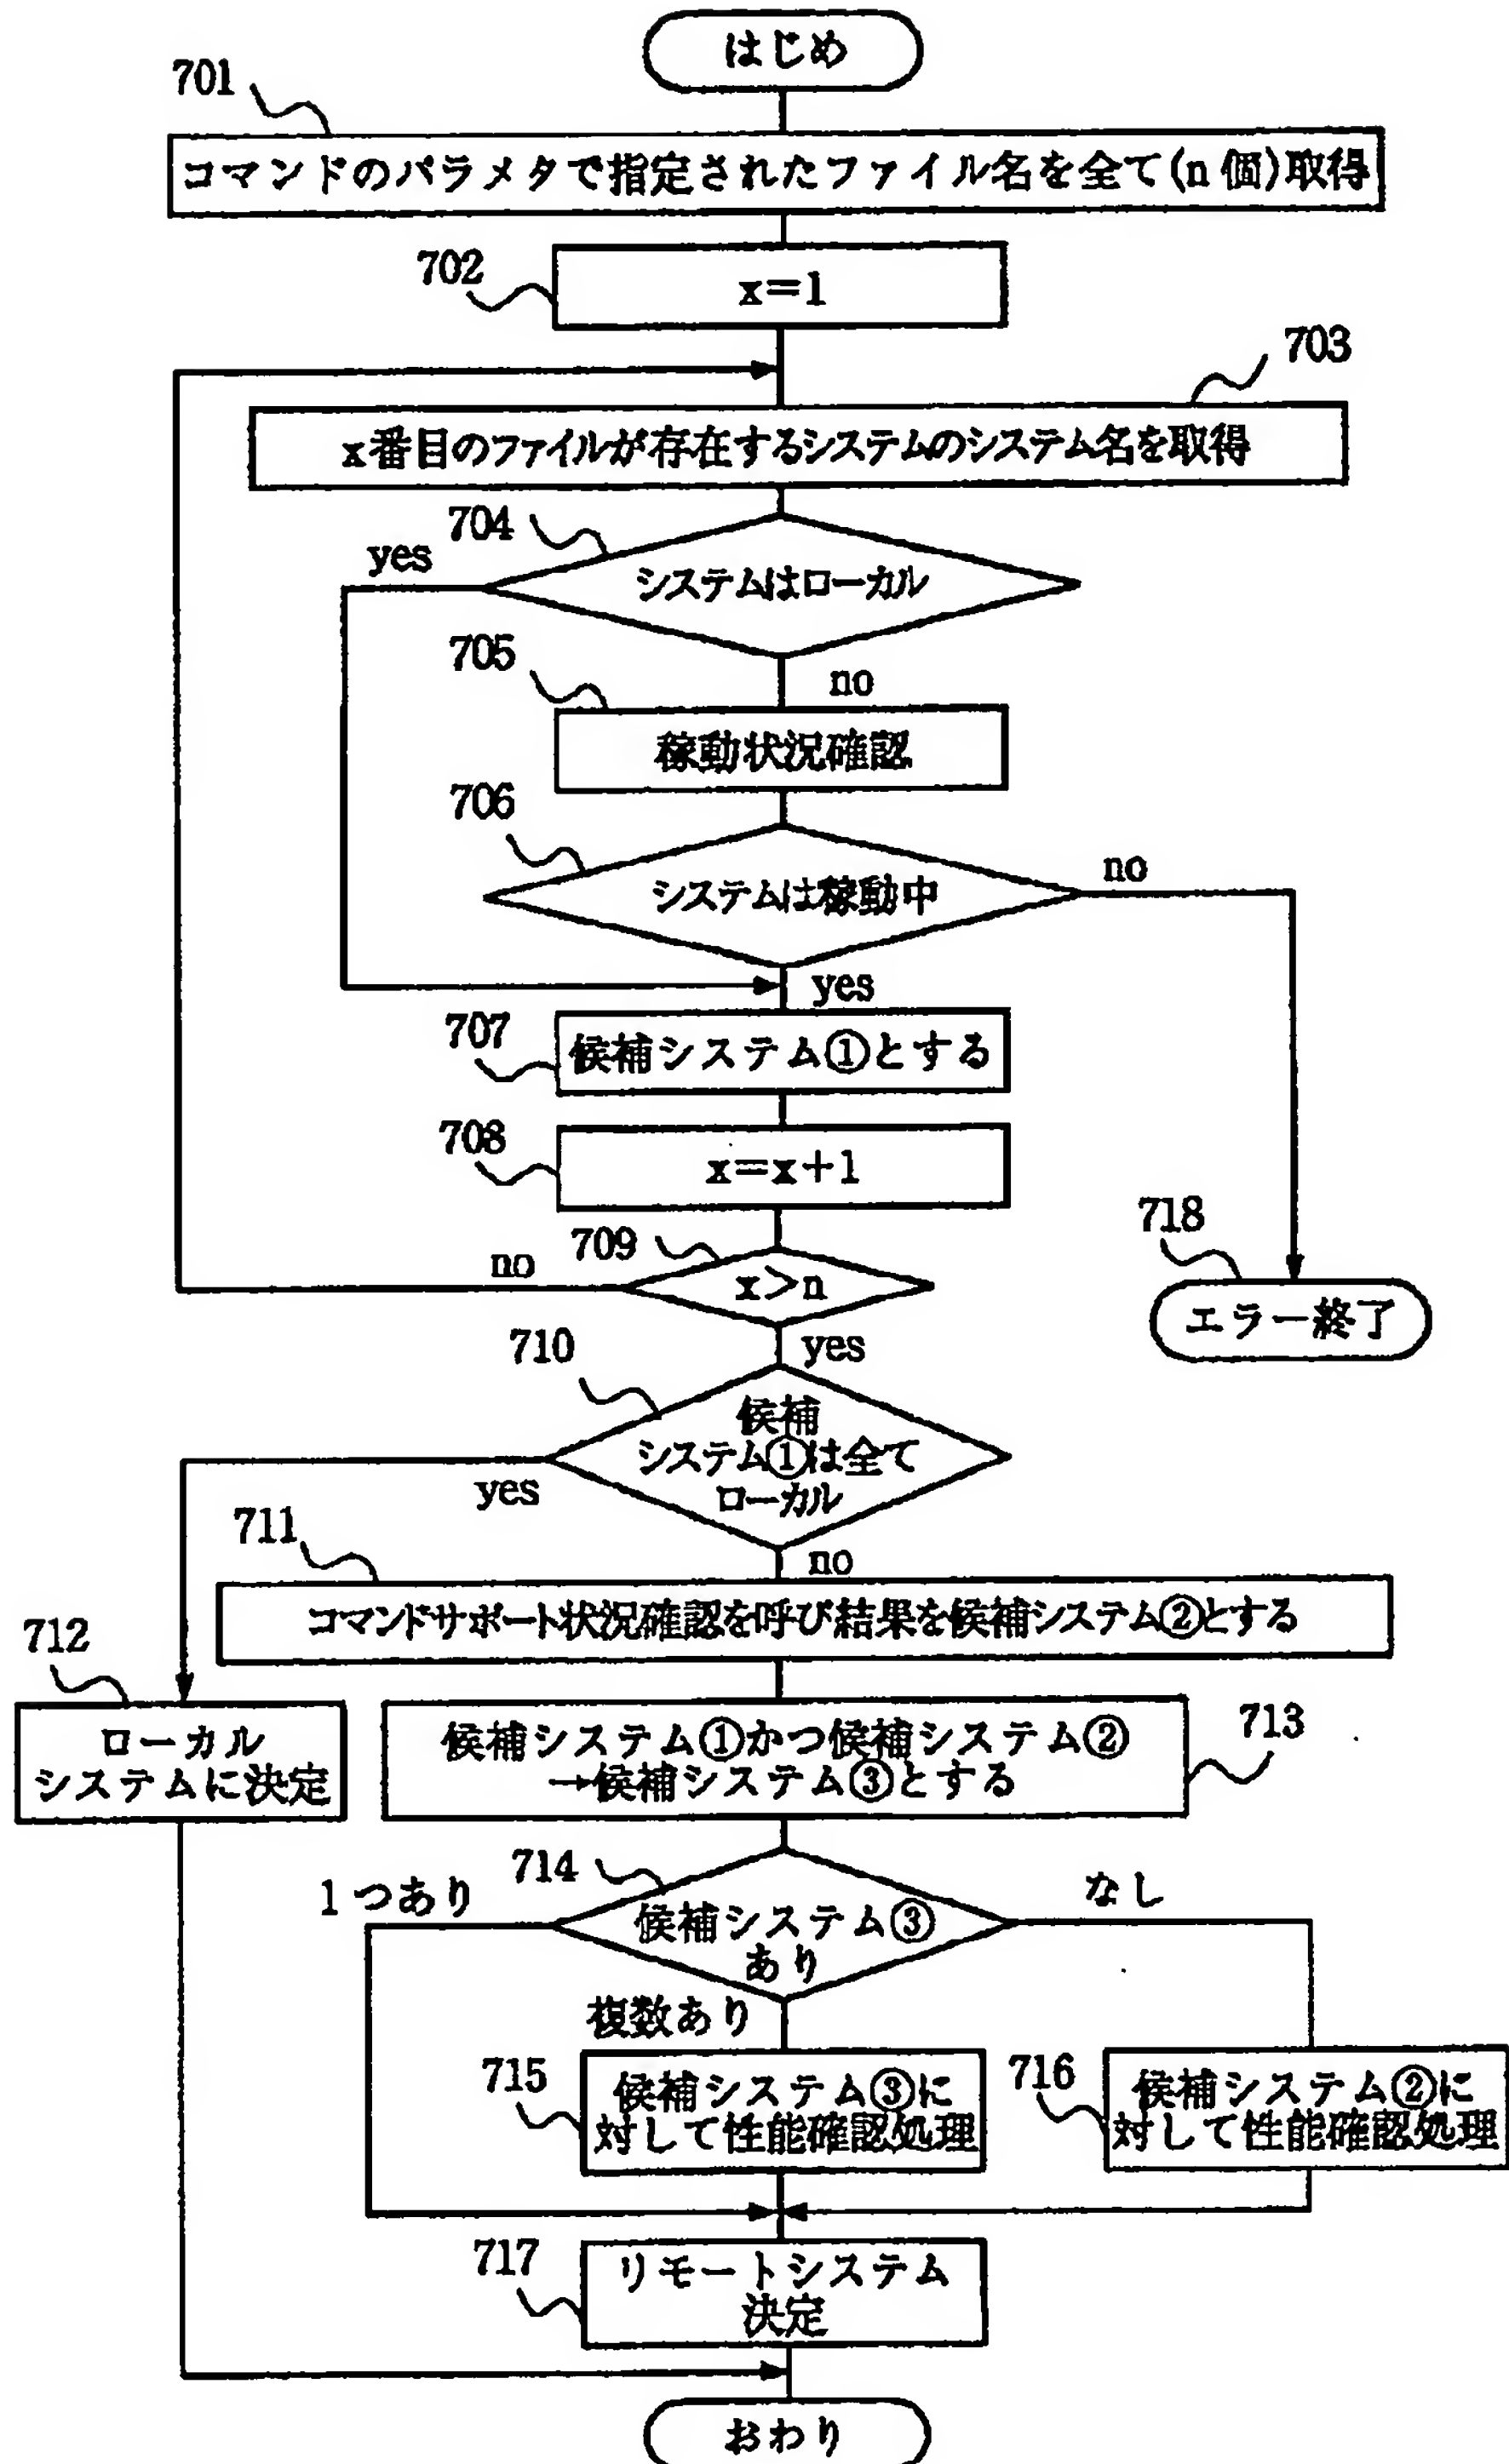 はじめ
701
コマンドのパラメタで指定されたファイル名を全て(n 個)取得
702
x=1
703
x番目のファイルが存在するシステムのシステム名を取得
704
yes
システムはローカル
705
no
稼動状況確認
706
no
システムは稼動中
yes
707
候補システム①とする
708
x=x+1
718
709
no
x>n
エラー終了
710
yes
候補
システム①は全て
ローカル
yes
711
no
コマンドサポート状況確認を呼び結果を候補システム②とする
712
ローカル
システムに決定
候補システム①かつ候補システム②
→候補システム③とする
713
714
1つあり
なし
候補システム③
あり
複数あり
715
候補システム③に
対して性能確認処理
716
候補システム②に
対して性能確認処理
717
リモートシステム
決定
おわり